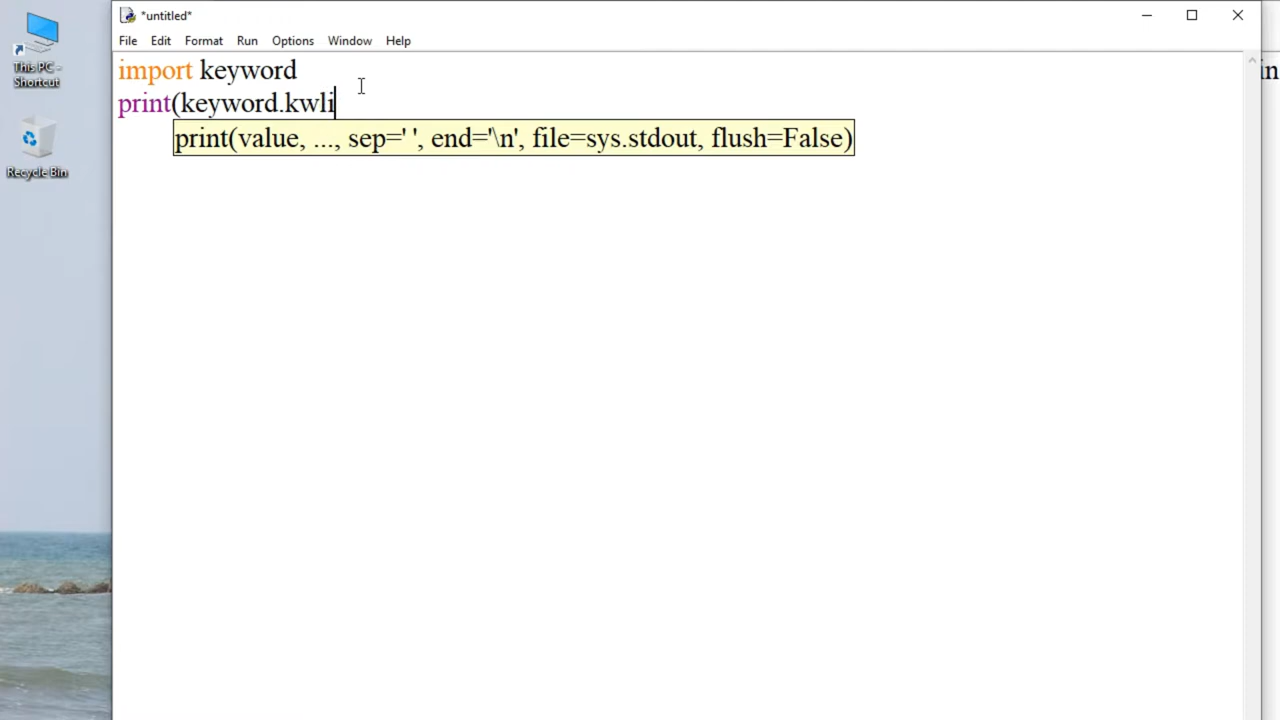 *untitled*
File Edit Format Run Options Window Help
This PC -
Shortcut
import keyword
in
print(keyword.kwli
print(value, ..., sep=' ', end='\n', file=sys.stdout, flush=False)
Recycle Bin